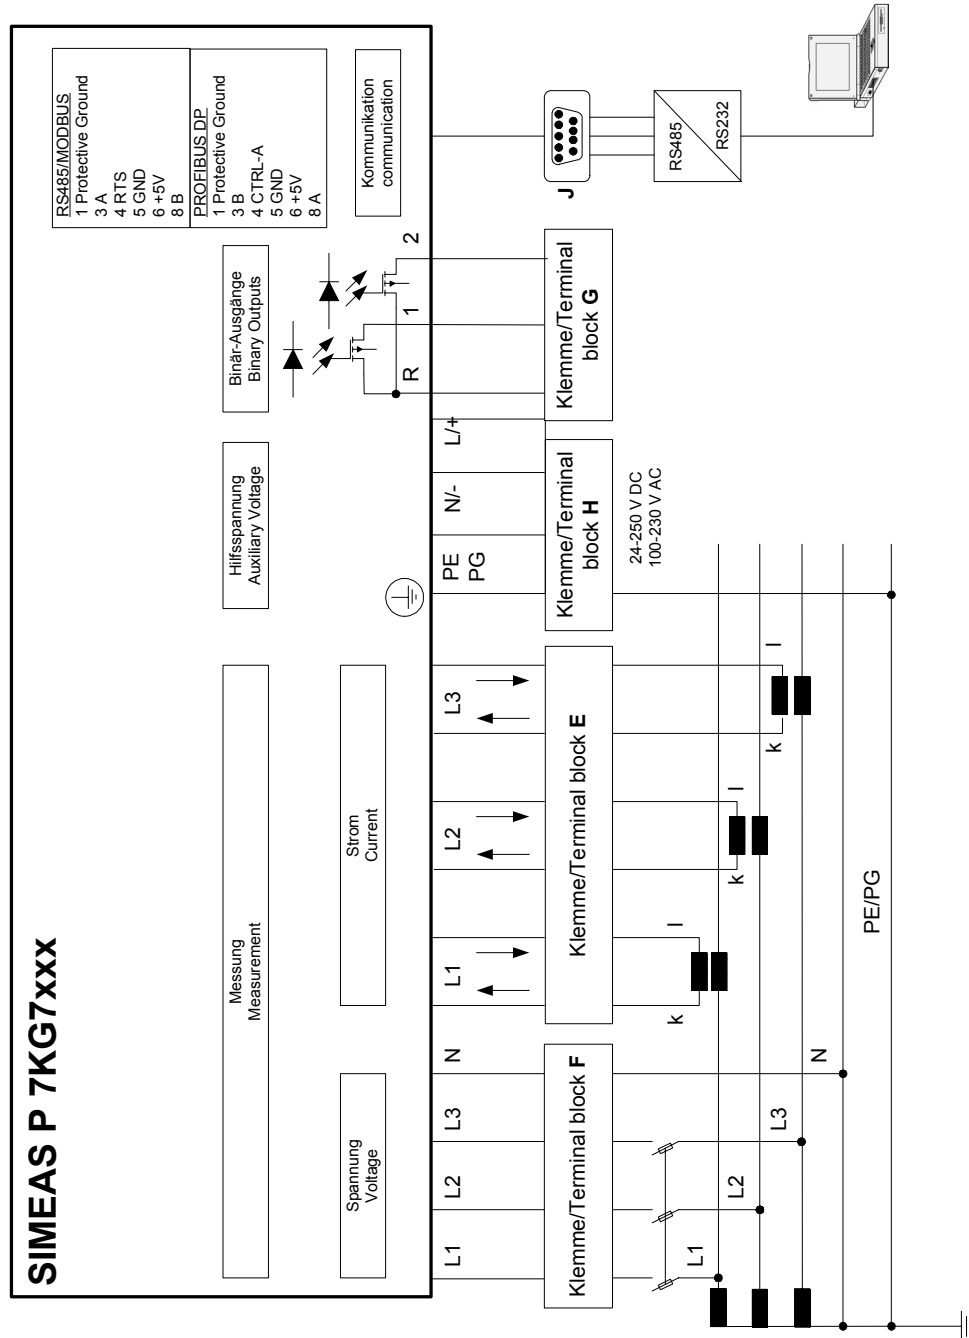 SIMEAS P 7KG7xxx
Messung
Measurement
Spannung
Voltage
Strom
Current
Hilfsspannung
Auxiliary Voltage
Binär-Ausgänge
Binary Outputs
RS485/MODBUS
1 Protective Ground
3 A
4 RTS
5 GND
6 +5V
8 B
PROFIBUS DP
1 Protective Ground
3 B
4 CTRL-A
5 GND
6 +5V
8 A
Kommunikation
communication
L1
L2
L3
N
L1
L2
L3
PE
PG
N/-
L/+
R
1
2
Klemme/Terminal block F
Klemme/Terminal block E
Klemme/Terminal
block H
Klemme/Terminal
block G
J
24-250 V DC
100-230 V AC
RS485
RS232
k
l
k
l
k
l
L1
L2
L3
N
PE/PG